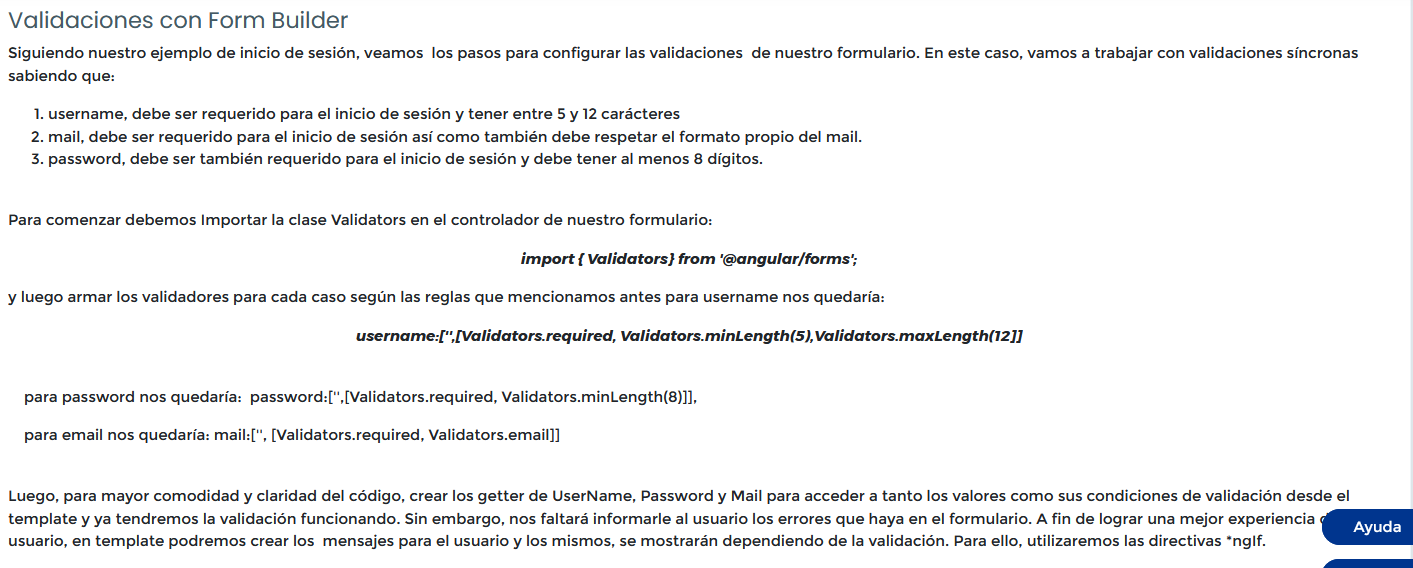 Validaciones con Form Builder
Siguiendo nuestro ejemplo de inicio de sesión, veamos los pasos para configurar las validaciones de nuestro formulario. En este caso, vamos a trabajar con validaciones síncronas
sabiendo que:
1. username, debe ser requerido para el inicio de sesión y tener entre 5 y 12 carácteres
2. mail, debe ser requerido para el inicio de sesión así como también debe respetar el formato propio del mail.
3. password, debe ser también requerido para el inicio de sesión y debe tener al menos 8 dígitos.
Para comenzar debemos Importar la clase Validators en el controlador de nuestro formulario:
import { Validators} from '@angular/forms';
y luego armar los validadores para cada caso según las reglas que mencionamos antes para username nos quedaría:
username:['',[Validators.required, Validators.minLength(5),Validators.maxLength(12]]
para password nos quedaría: password:['',[Validators.required, Validators.minLength(8)]],
para email nos quedaría: mail:['', [Validators.required, Validators.email]]
Luego, para mayor comodidad y claridad del código, crear los getter de UserName, Password y Mail para acceder a tanto los valores como sus condiciones de validación desde el
template y ya tendremos la validación funcionando. Sin embargo, nos faltará informarle al usuario los errores que haya en el formulario. A fin de lograr una mejor experiencia
usuario, en template podremos crear los mensajes para el usuario y los mismos, se mostrarán dependiendo de la validación. Para ello, utilizaremos las directivas *ngIf.
Ayuda